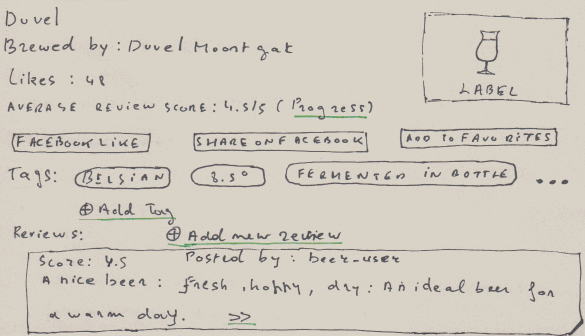 Duvel
Brewed by : Duvel Moortgat
Likes : 48
AVERAGE REVIEW SCORE : 4.5/5 (Progress)
LABEL
FACEBOOK LIKE
SHARE ON FACEBOOK
ADD TO FAVORITES
Tags: BELGIAN 8.5° FERMENTED IN BOTTLE ...
⊕ Add Tag
Reviews: ⊕ Add new review
Score: 4.5 Posted by : beer-user
A nice beer : fresh, hoppy, dry : An ideal beer for
a warm day. >>